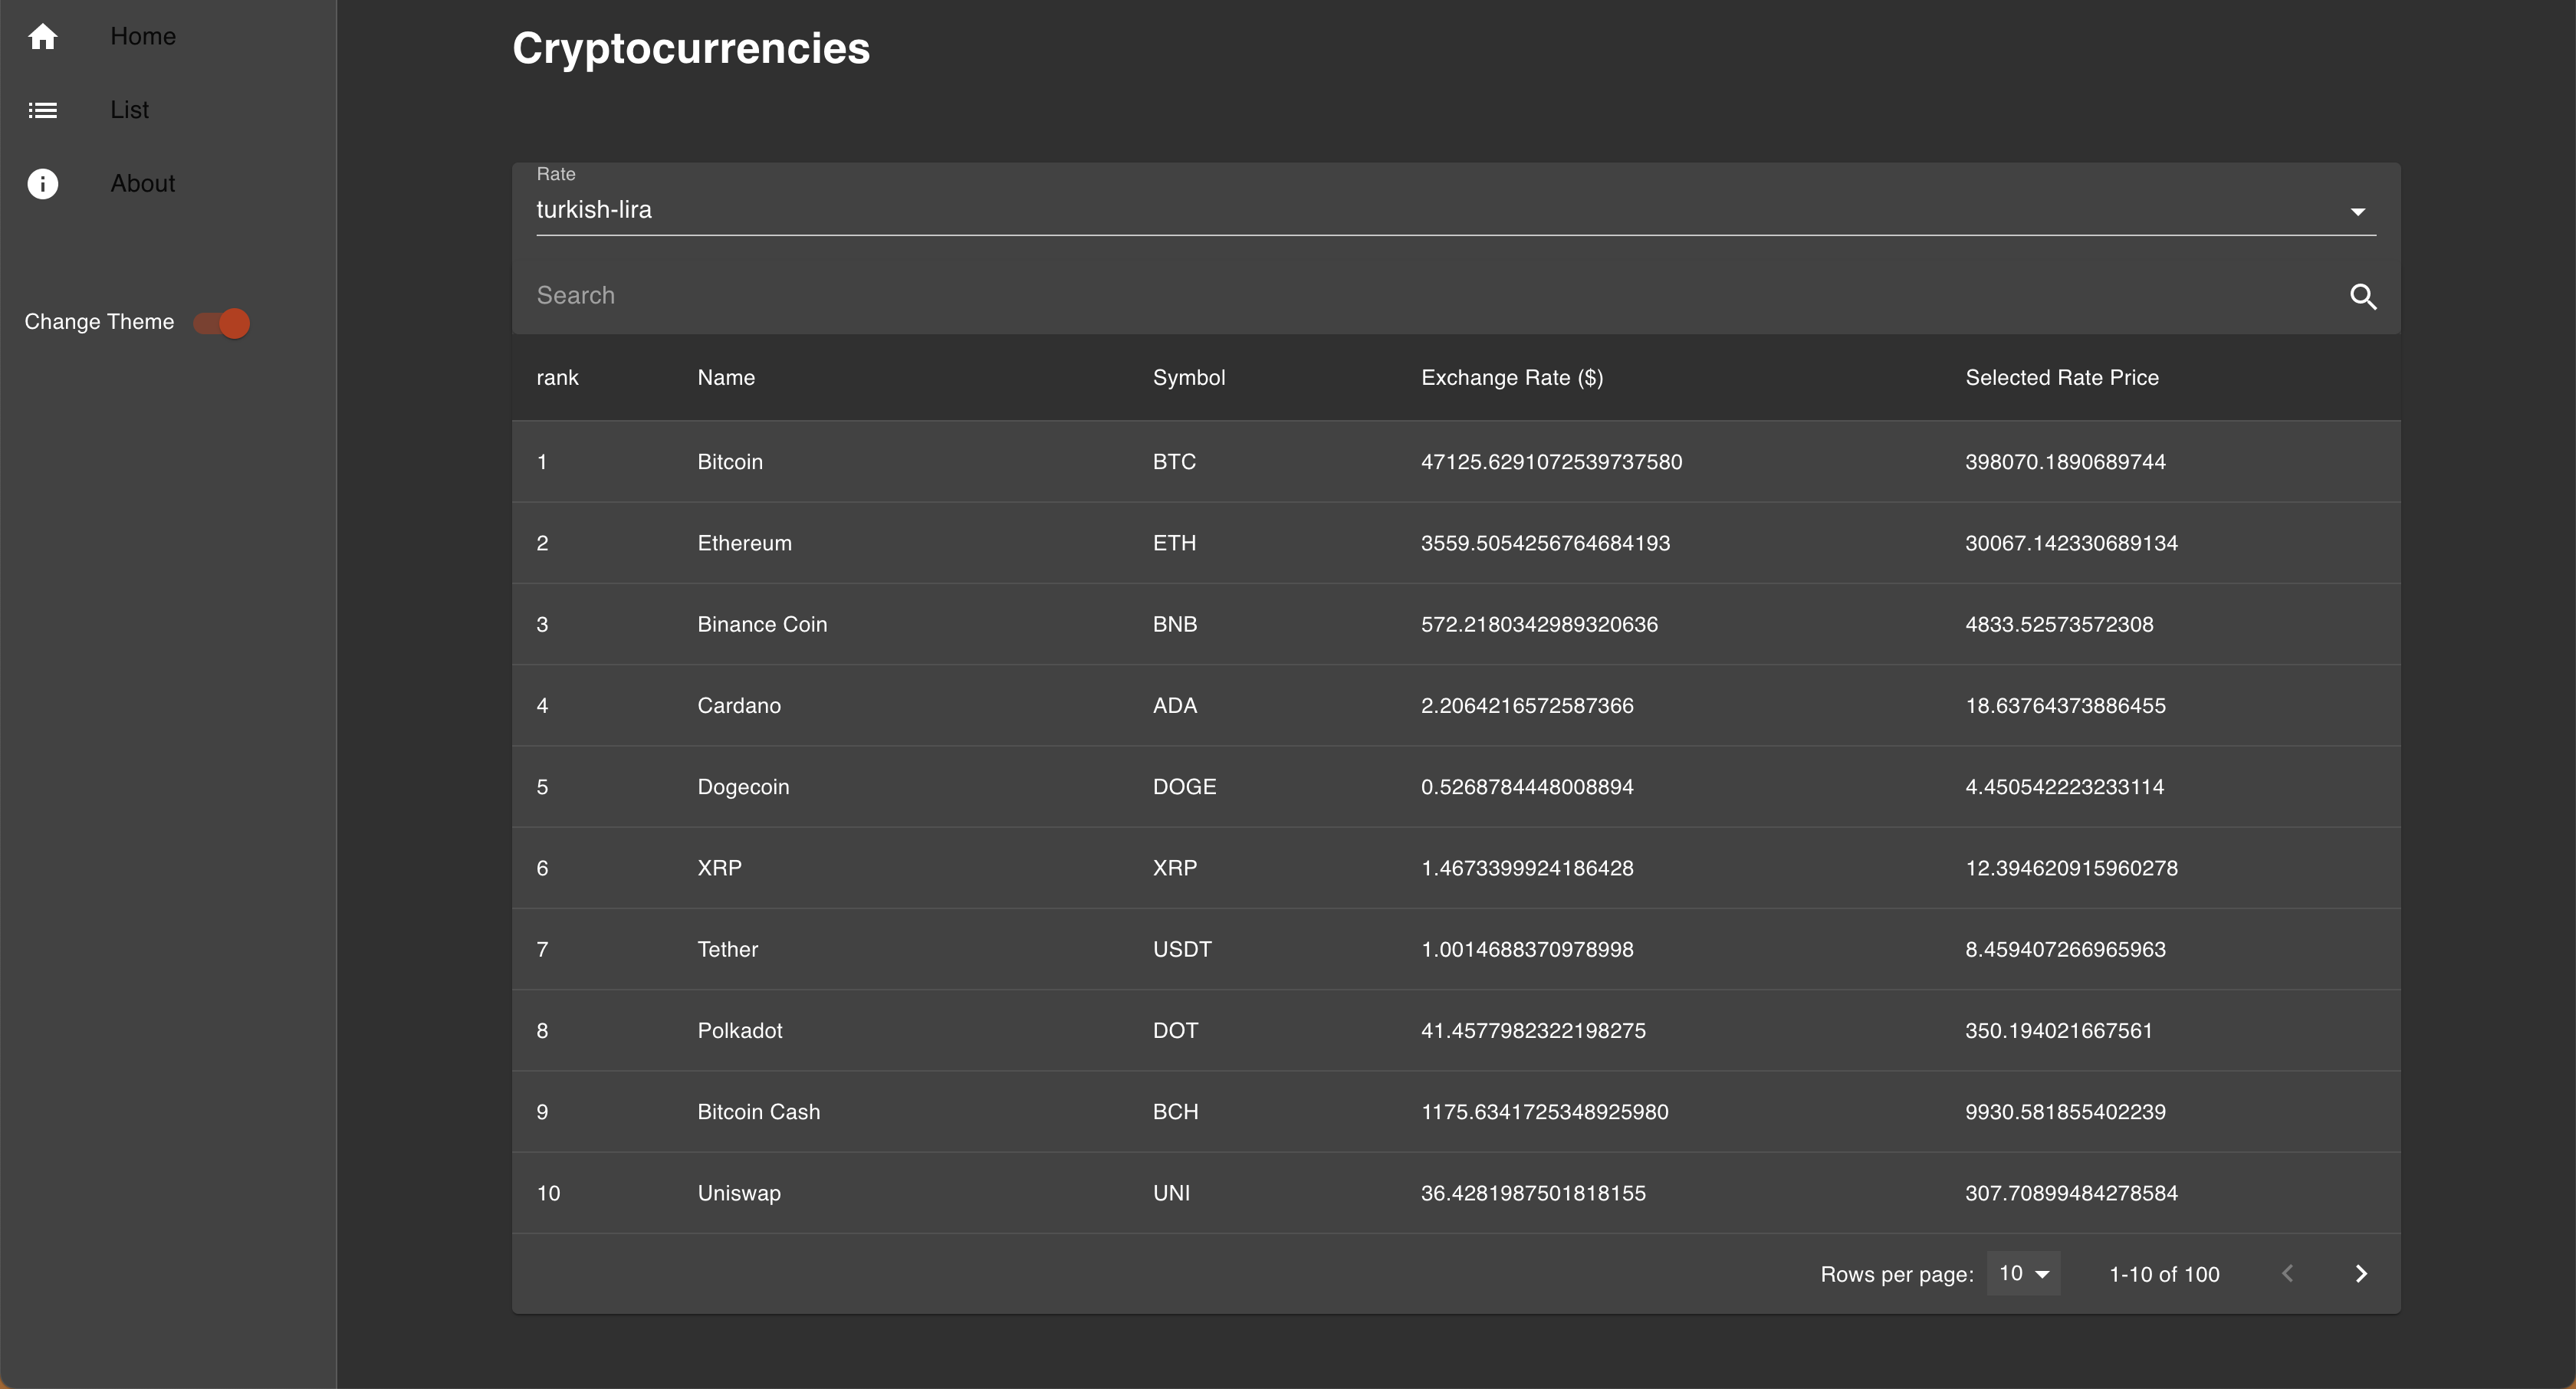 Home
List
About
Change Theme
Cryptocurrencies
Rate
turkish-lira
Search
rank Name Symbol Exchange Rate ($) Selected Rate Price
1 Bitcoin BTC 47125.6291072539737580 398070.1890689744
2 Ethereum ETH 3559.5054256764684193 30067.142330689134
3 Binance Coin BNB 572.2180342989320636 4833.52573572308
4 Cardano ADA 2.2064216572587366 18.63764373886455
5 Dogecoin DOGE 0.5268784448008894 4.450542223233114
6 XRP XRP 1.4673399924186428 12.394620915960278
7 Tether USDT 1.0014688370978998 8.459407266965963
8 Polkadot DOT 41.4577982322198275 350.194021667561
9 Bitcoin Cash BCH 1175.6341725348925980 9930.581855402239
10 Uniswap UNI 36.4281987501818155 307.70899484278584
Rows per page: 10 1-10 of 100